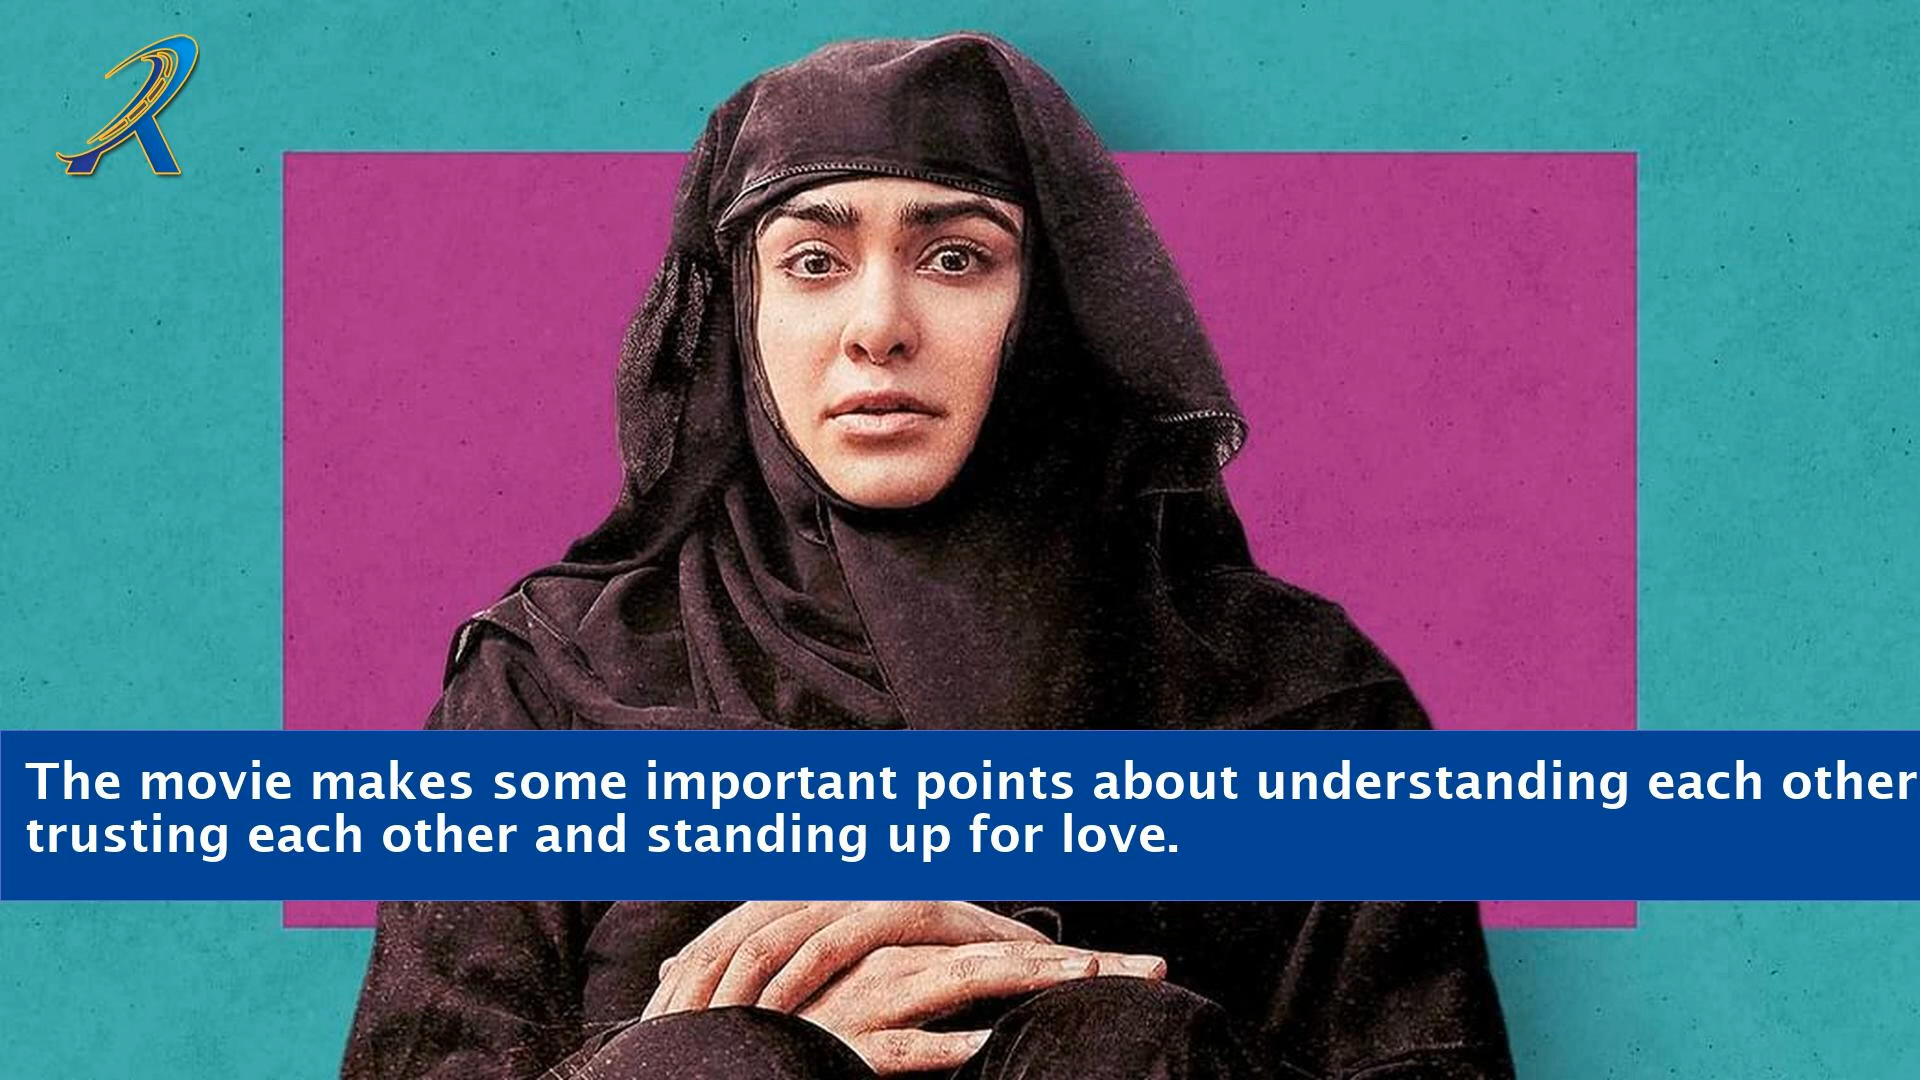 The movie makes some important points about understanding each other
trusting each other and standing up for love.